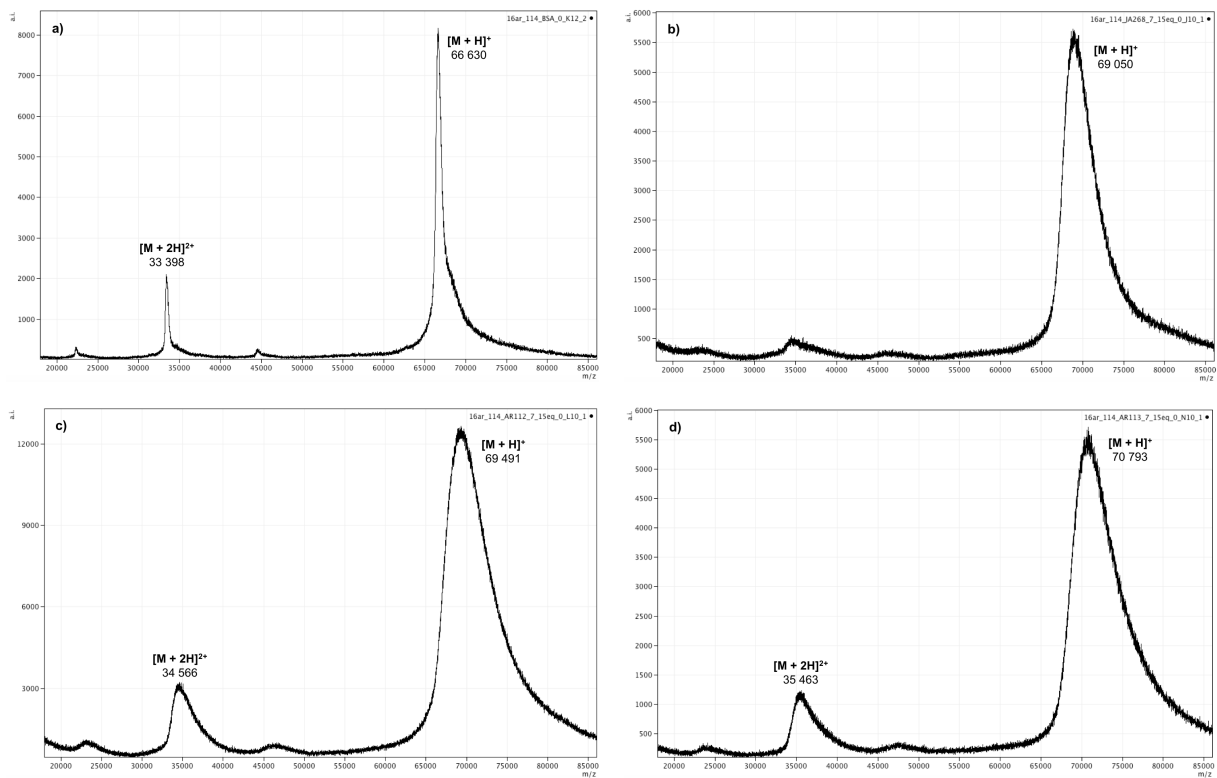 a.i.
16ar_114_BSA_0_K12_2
a)
[M + H]⁺
66 630
[M + 2H]²⁺
33 398
8000
7000
6000
5000
4000
3000
2000
1000
20000 25000 30000 35000 40000 45000 50000 55000 60000 65000 70000 75000 80000 85000
m/z
a.i.
16ar_114_JA268_7_15eq_0_J10_1
b)
[M + H]⁺
69 050
6000
5500
5000
4500
4000
3500
3000
2500
2000
1500
1000
500
20000 25000 30000 35000 40000 45000 50000 55000 60000 65000 70000 75000 80000 85000
m/z
a.i.
16ar_114_AR112_7_15eq_0_L10_1
c)
[M + H]⁺
69 491
[M + 2H]²⁺
34 566
12000
9000
6000
3000
20000 25000 30000 35000 40000 45000 50000 55000 60000 65000 70000 75000 80000 85000
m/z
a.i.
16ar_114_AR113_7_15eq_0_N10_1
d)
[M + H]⁺
70 793
[M + 2H]²⁺
35 463
6000
5500
5000
4500
4000
3500
3000
2500
2000
1500
1000
500
20000 25000 30000 35000 40000 45000 50000 55000 60000 65000 70000 75000 80000 85000
m/z